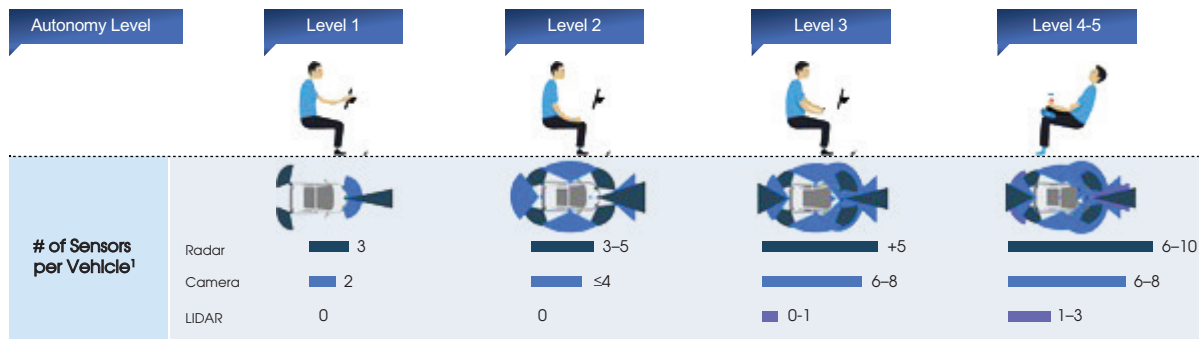 Autonomy Level
Level 1
Level 2
Level 3
Level 4-5
# of Sensors
per Vehicle¹
Radar 3 3–5 +5 6–10
Camera 2 ≤4 6–8 6–8
LIDAR 0 0 0-1 1–3